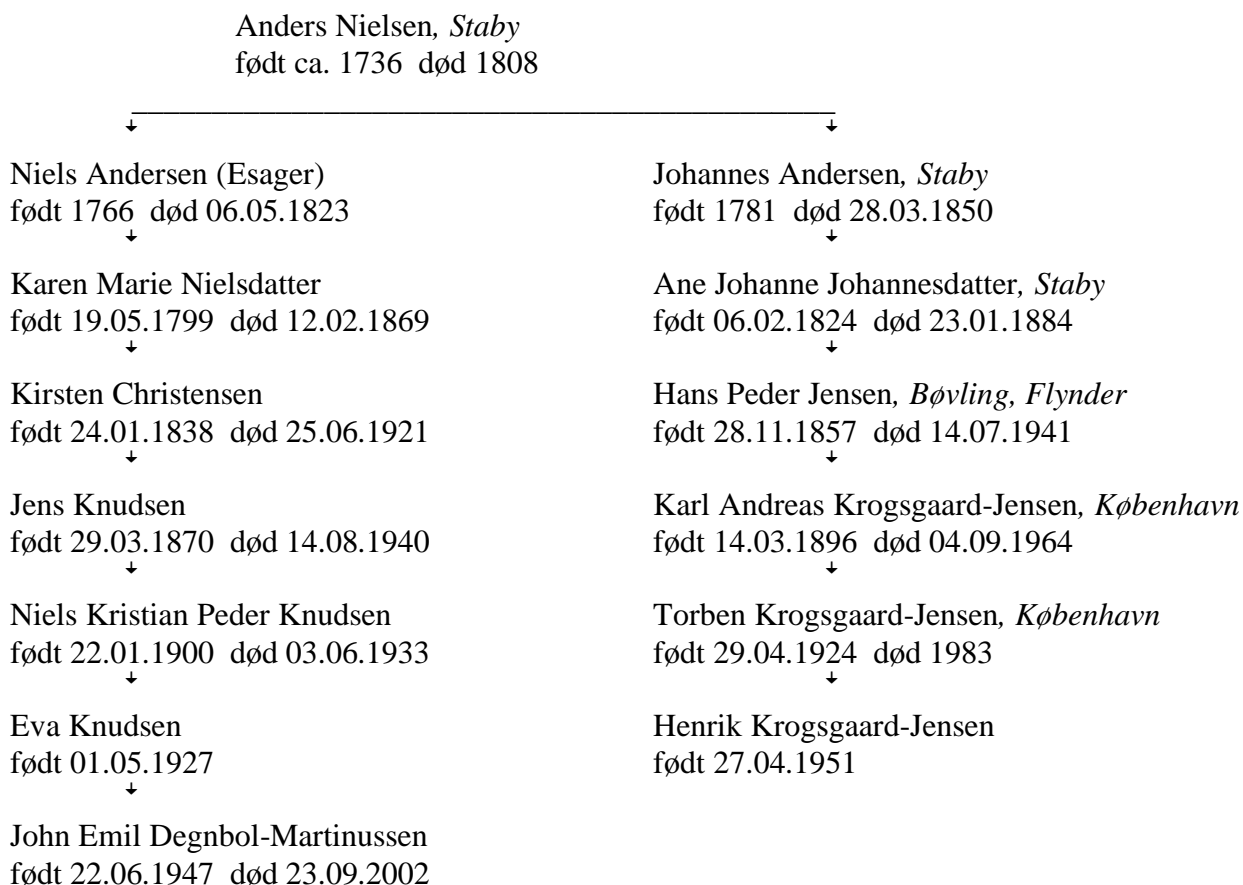 Anders Nielsen, Staby
født ca. 1736 død 1808
Niels Andersen (Esager)
født 1766 død 06.05.1823
Karen Marie Nielsdatter
født 19.05.1799 død 12.02.1869
Kirsten Christensen
født 24.01.1838 død 25.06.1921
Jens Knudsen
født 29.03.1870 død 14.08.1940
Niels Kristian Peder Knudsen
født 22.01.1900 død 03.06.1933
Eva Knudsen
født 01.05.1927
John Emil Degnbol-Martinussen
født 22.06.1947 død 23.09.2002
Johannes Andersen, Staby
født 1781 død 28.03.1850
Ane Johanne Johannesdatter, Staby
født 06.02.1824 død 23.01.1884
Hans Peder Jensen, Bøvling, Flynder
født 28.11.1857 død 14.07.1941
Karl Andreas Krogsgaard-Jensen, København
født 14.03.1896 død 04.09.1964
Torben Krogsgaard-Jensen, København
født 29.04.1924 død 1983
Henrik Krogsgaard-Jensen
født 27.04.1951